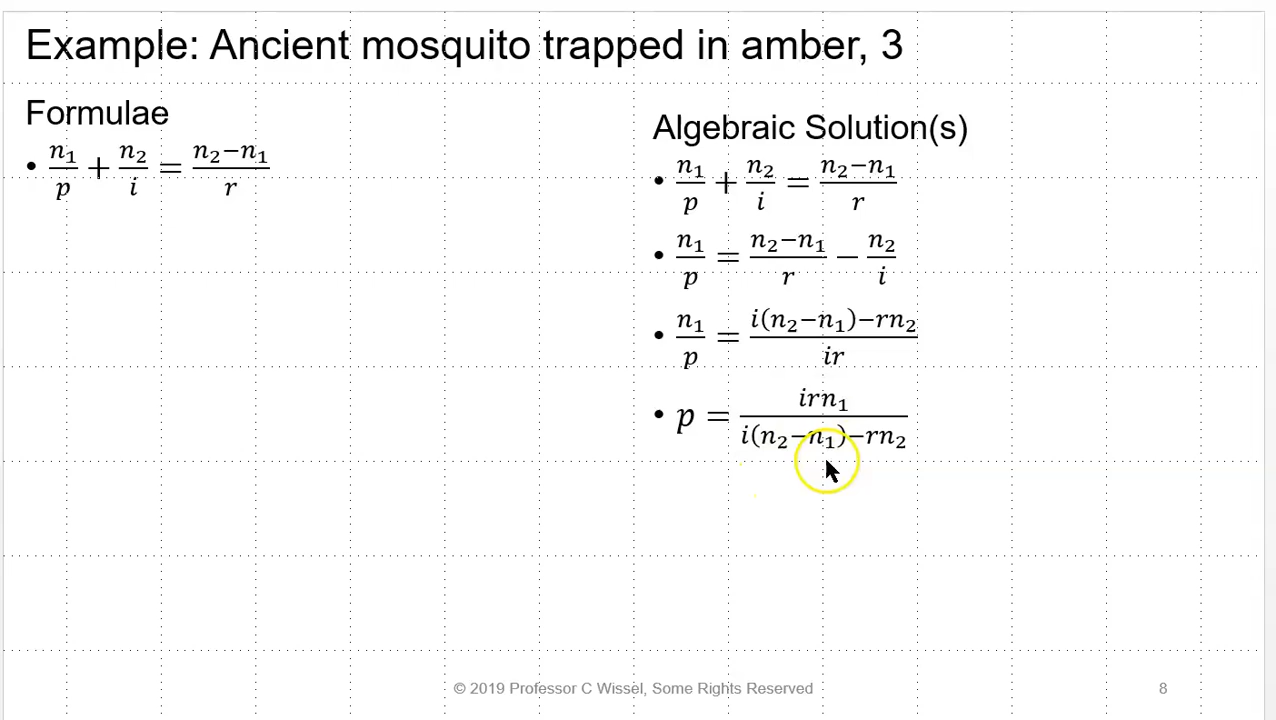 Example: Ancient mosquito trapped in amber, 3
Formulae
• n₁/p + n₂/i = (n₂−n₁)/r
Algebraic Solution(s)
• n₁/p + n₂/i = (n₂−n₁)/r
• n₁/p = (n₂−n₁)/r − n₂/i
• n₁/p = (i(n₂−n₁)−rn₂)/(ir)
• p = irn₁/(i(n₂−n₁)−rn₂)
© 2019 Professor C Wissel, Some Rights Reserved
8